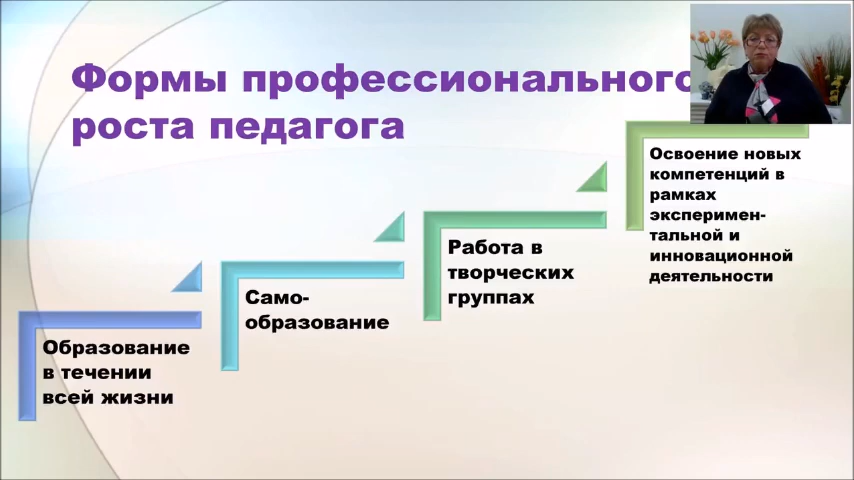 Формы профессионального
роста педагога
Образование
в течении
всей жизни
Само-
образование
Работа в
творческих
группах
Освоение новых
компетенций в
рамках
эксперимен-
тальной и
инновационной
деятельности